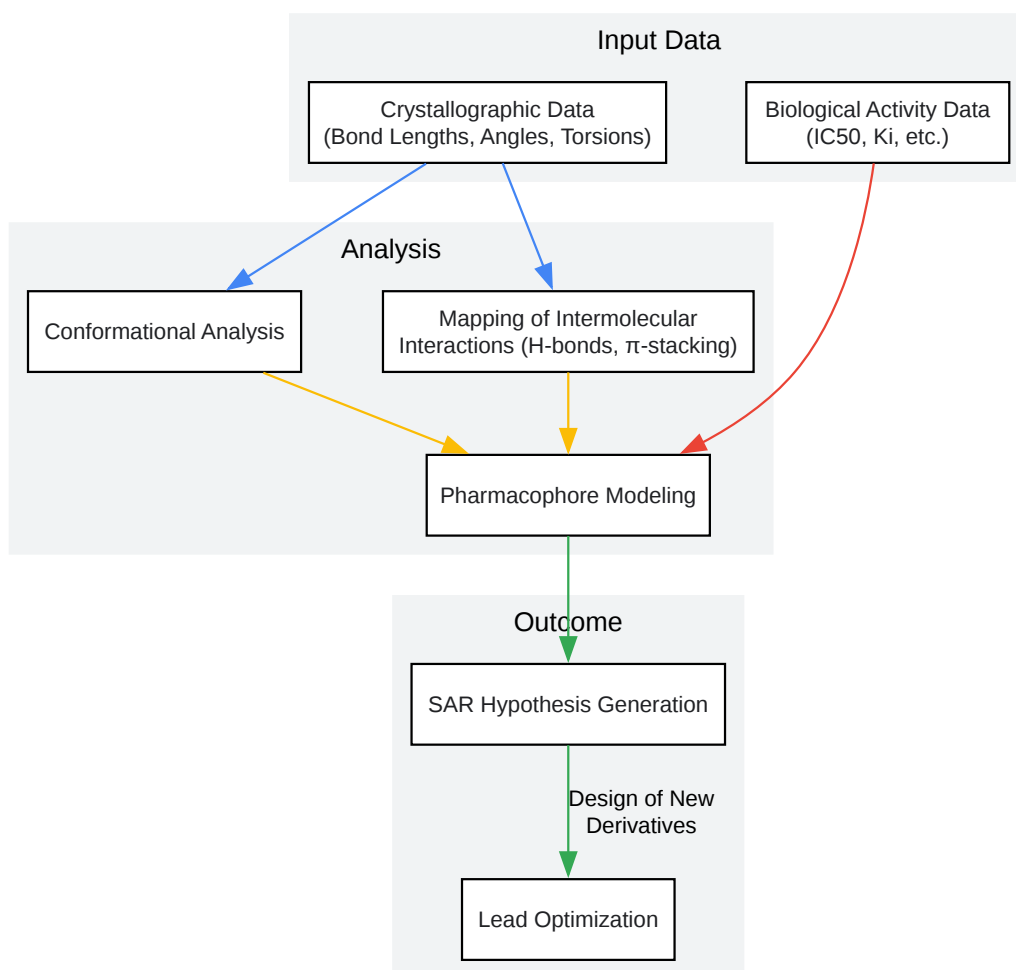 Input Data
Crystallographic Data
(Bond Lengths, Angles, Torsions)
Biological Activity Data
(IC50, Ki, etc.)
Analysis
Conformational Analysis
Mapping of Intermolecular
Interactions (H-bonds, π-stacking)
Pharmacophore Modeling
Outcome
SAR Hypothesis Generation
Design of New
Derivatives
Lead Optimization